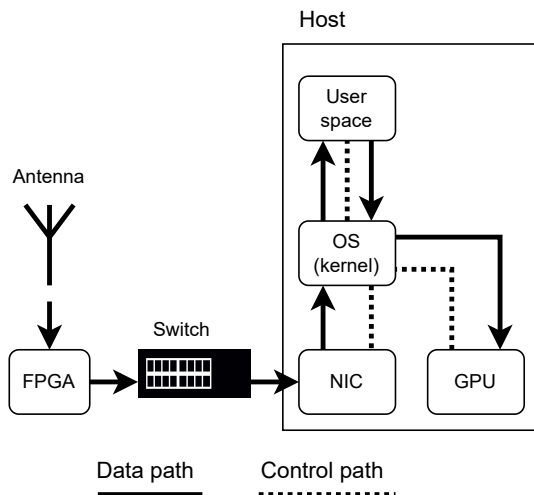 Host
User
space
Antenna
OS
(kernel)
Switch
FPGA
NIC
GPU
Data path
Control path